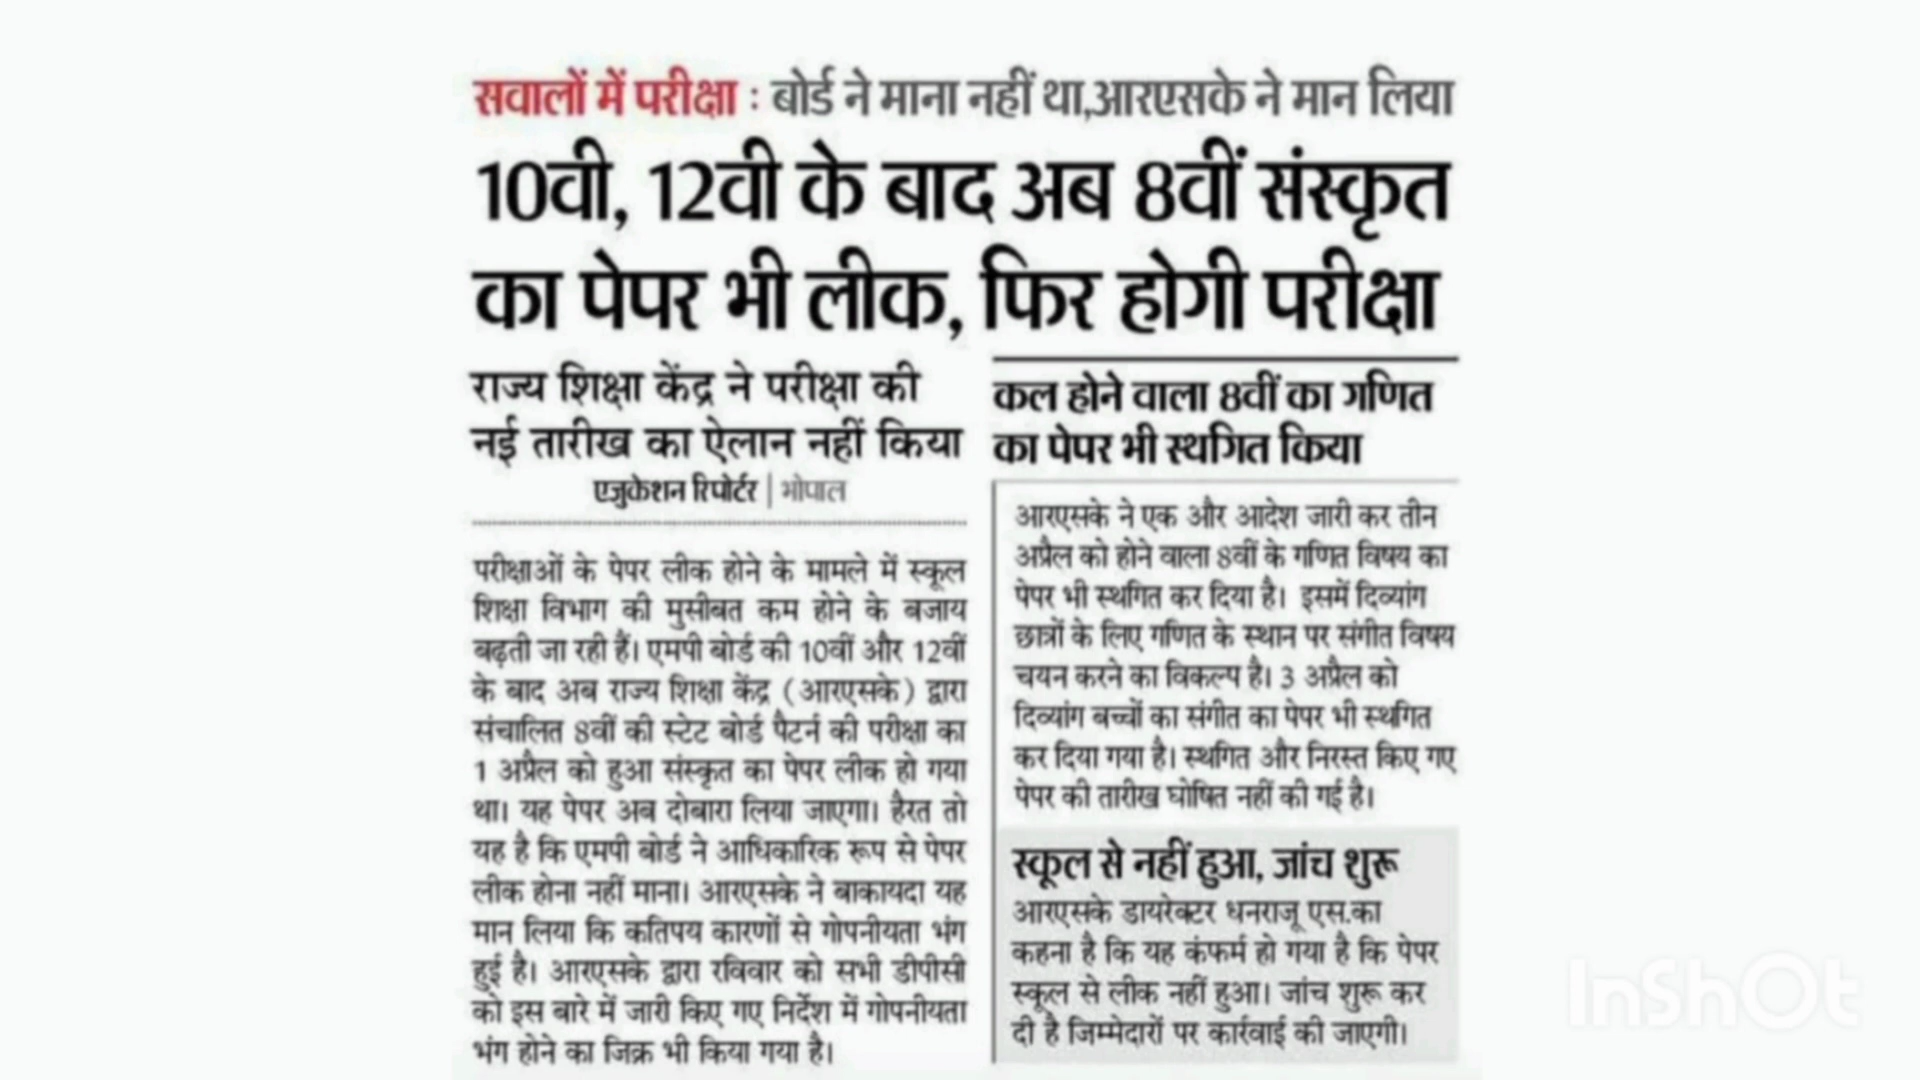 सवालों में परीक्षा : बोर्ड ने माना नहीं था,आरएसके ने मान लिया
10वी, 12वी के बाद अब 8वीं संस्कृत
का पेपर भी लीक, फिर होगी परीक्षा
राज्य शिक्षा केंद्र ने परीक्षा की
नई तारीख का ऐलान नहीं किया
एजुकेशन रिपोर्टर | भोपाल
परीक्षाओं के पेपर लीक होने के मामले में स्कूल
शिक्षा विभाग की मुसीबत कम होने के बजाय
बढ़ती जा रही हैं। एमपी बोर्ड की 10वीं और 12वीं
के बाद अब राज्य शिक्षा केंद्र (आरएसके) द्वारा
संचालित 8वीं की स्टेट बोर्ड पैटर्न की परीक्षा का
1 अप्रैल को हुआ संस्कृत का पेपर लीक हो गया
था। यह पेपर अब दोबारा लिया जाएगा। हैरत तो
यह है कि एमपी बोर्ड ने आधिकारिक रूप से पेपर
लीक होना नहीं माना। आरएसके ने बाकायदा यह
मान लिया कि कतिपय कारणों से गोपनीयता भंग
हुई है। आरएसके द्वारा रविवार को सभी डीपीसी
को इस बारे में जारी किए गए निर्देश में गोपनीयता
भंग होने का जिक्र भी किया गया है।
कल होने वाला 8वीं का गणित
का पेपर भी स्थगित किया
आरएसके ने एक और आदेश जारी कर तीन
अप्रैल को होने वाला 8वीं के गणित विषय का
पेपर भी स्थगित कर दिया है। इसमें दिव्यांग
छात्रों के लिए गणित के स्थान पर संगीत विषय
चयन करने का विकल्प है। 3 अप्रैल को
दिव्यांग बच्चों का संगीत का पेपर भी स्थगित
कर दिया गया है। स्थगित और निरस्त किए गए
पेपर की तारीख घोषित नहीं की गई है।
स्कूल से नहीं हुआ, जांच शुरू
आरएसके डायरेक्टर धनराजू एस.का
कहना है कि यह कंफर्म हो गया है कि पेपर
स्कूल से लीक नहीं हुआ। जांच शुरू कर
दी है जिम्मेदारों पर कार्रवाई की जाएगी।
InShOt